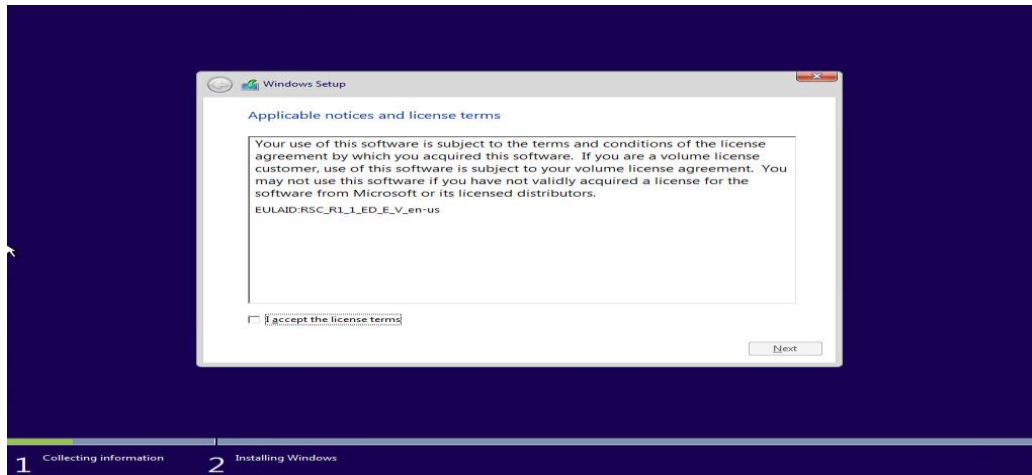 Windows Setup
Applicable notices and license terms
Your use of this software is subject to the terms and conditions of the license
agreement by which you acquired this software.  If you are a volume license
customer, use of this software is subject to your volume license agreement.  You
may not use this software if you have not validly acquired a license for the
software from Microsoft or its licensed distributors.
EULAID:RSC_R1_1_ED_E_V_en-us
I accept the license terms
Next
1 Collecting information 2 Installing Windows